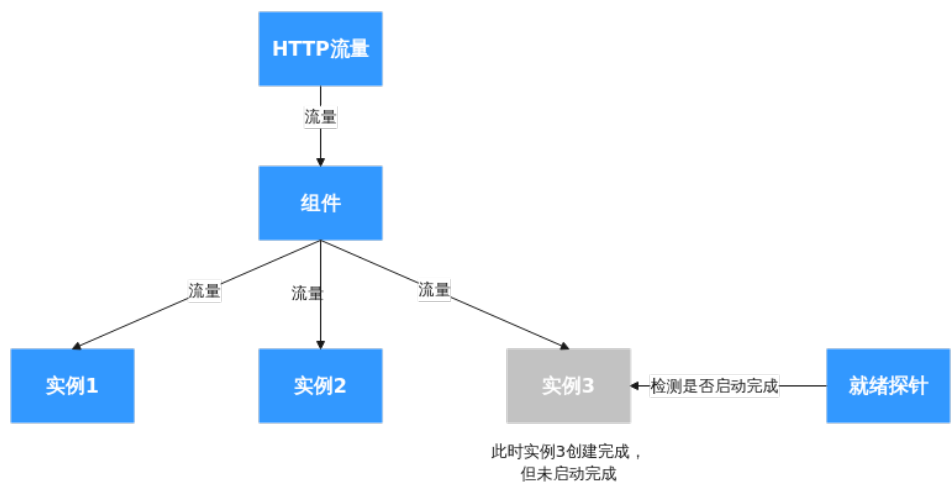 HTTP流量
流量
组件
流量
流量
流量
实例1
实例2
实例3
检测是否启动完成
就绪探针
此时实例3创建完成，
但未启动完成